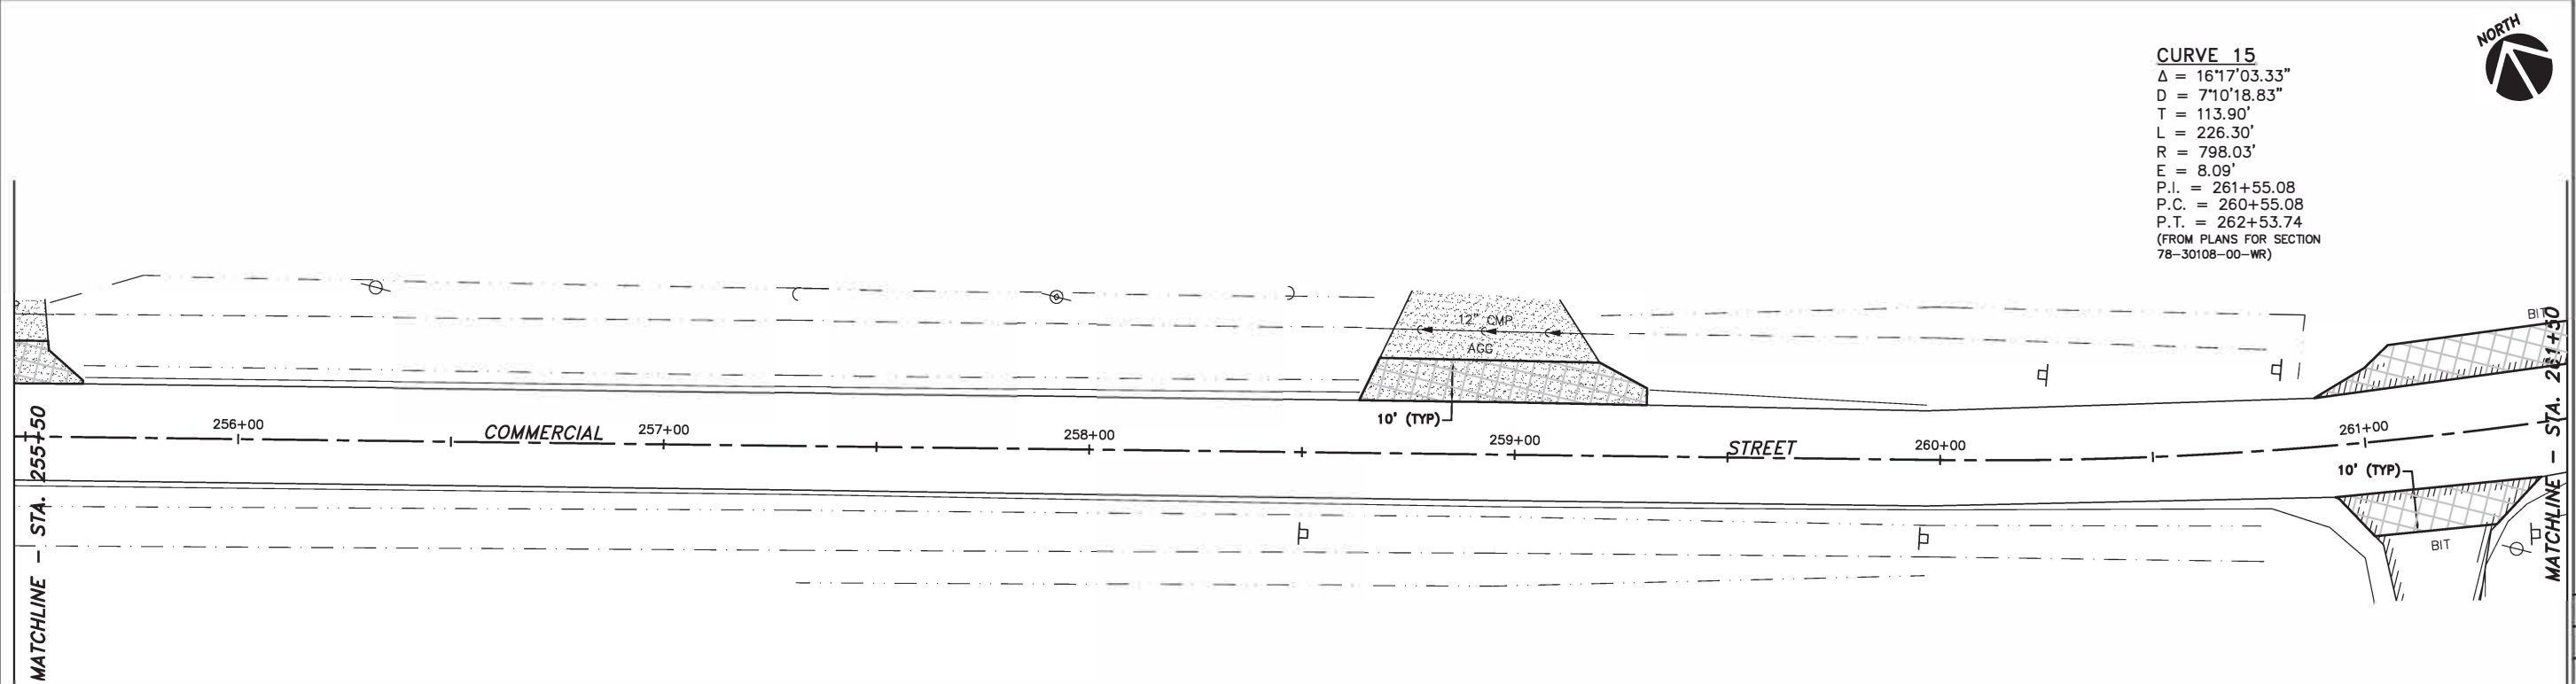 NORTH
CURVE 15
Δ = 16°17'03.33"
D = 7°10'18.83"
T = 113.90'
L = 226.30'
R = 798.03'
E = 8.09'
P.I. = 261+55.08
P.C. = 260+55.08
P.T. = 262+53.74
(FROM PLANS FOR SECTION
78-30108-00-WR)
BIT
12" CMP
AGG
10' (TYP)
256+00
COMMERCIAL
257+00
258+00
259+00
STREET
260+00
261+00
10' (TYP)
BIT
MATCHLINE - STA. 255+50
MATCHLINE - STA. 261+50